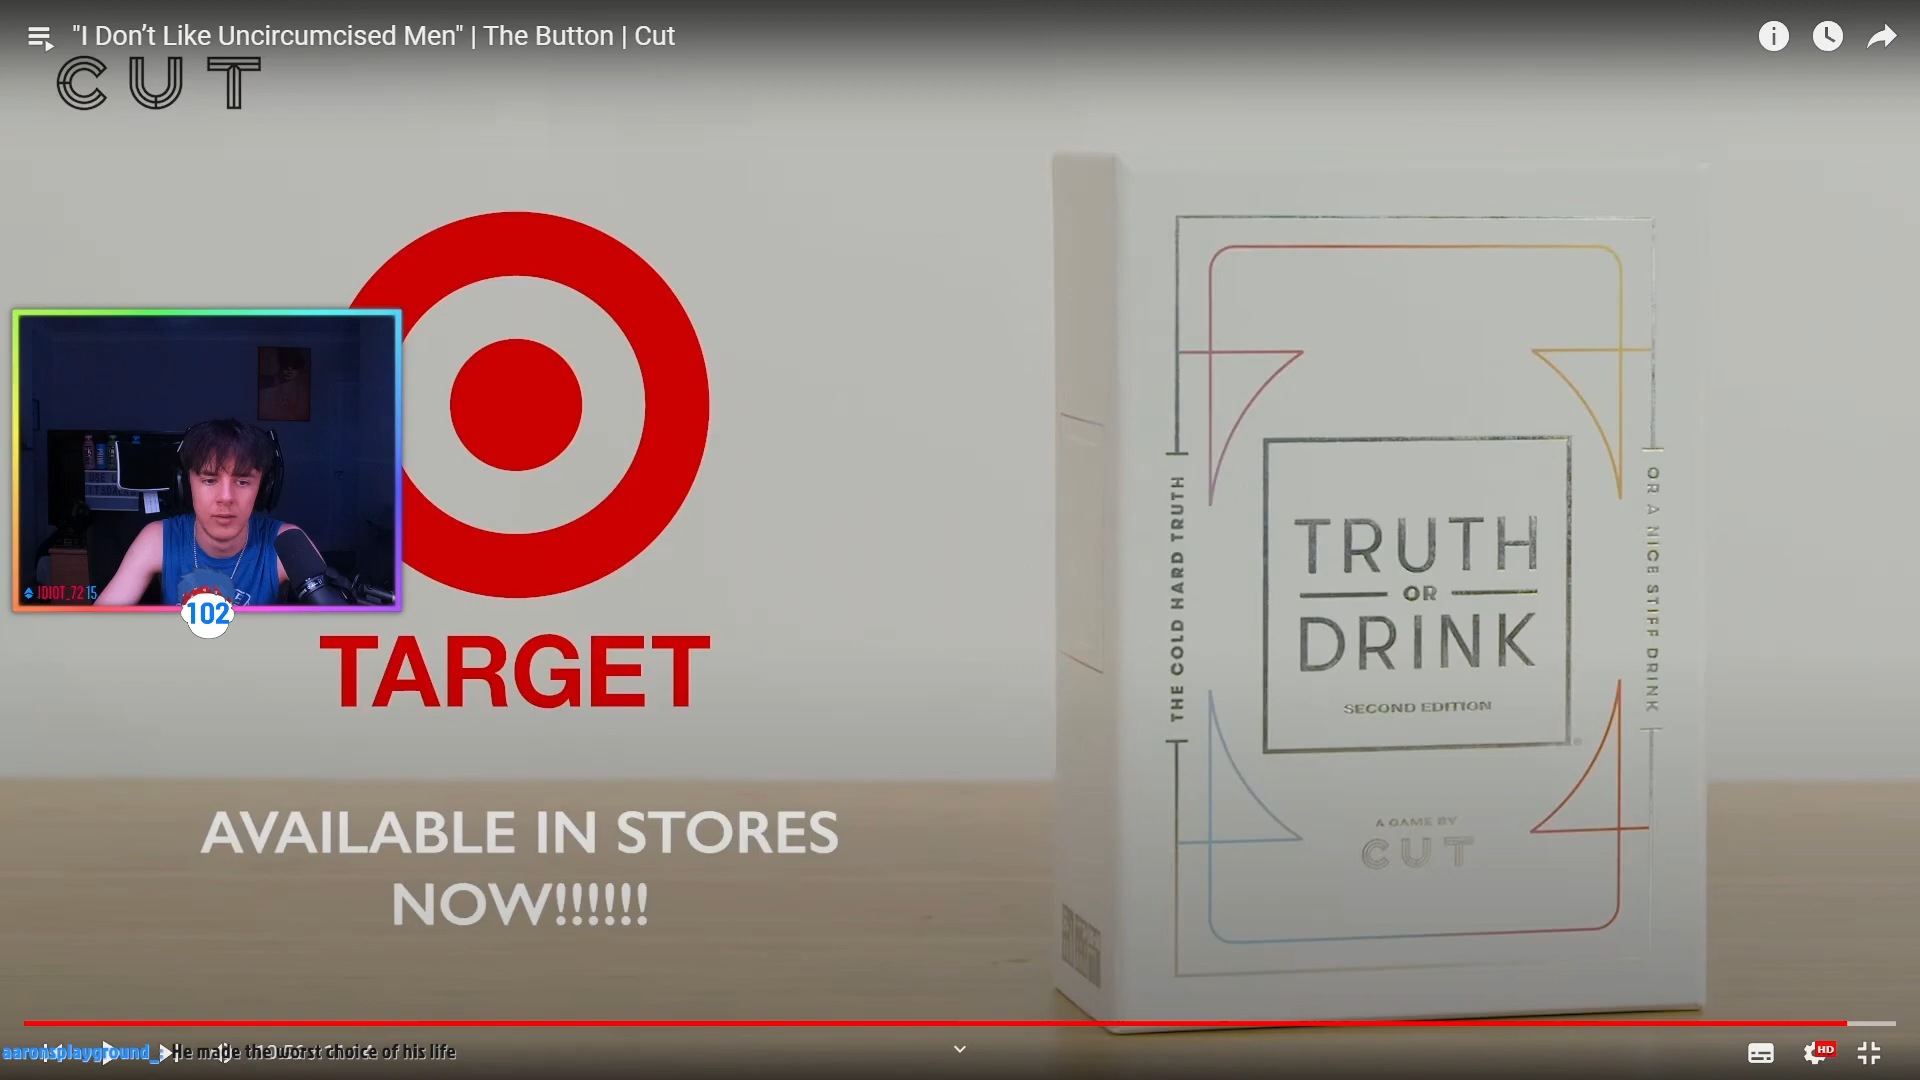 "I Don’t Like Uncircumcised Men" | The Button | Cut
CUT
TARGET
AVAILABLE IN STORES
NOW!!!!!!
THE COLD HARD TRUTH
TRUTH
OR
DRINK
SECOND EDITION
A GAME BY
CUT
OR A NICE STIFF DRINK
IDIOT_72 15
102
aaronsplayground_: He made the worst choice of his life
HD